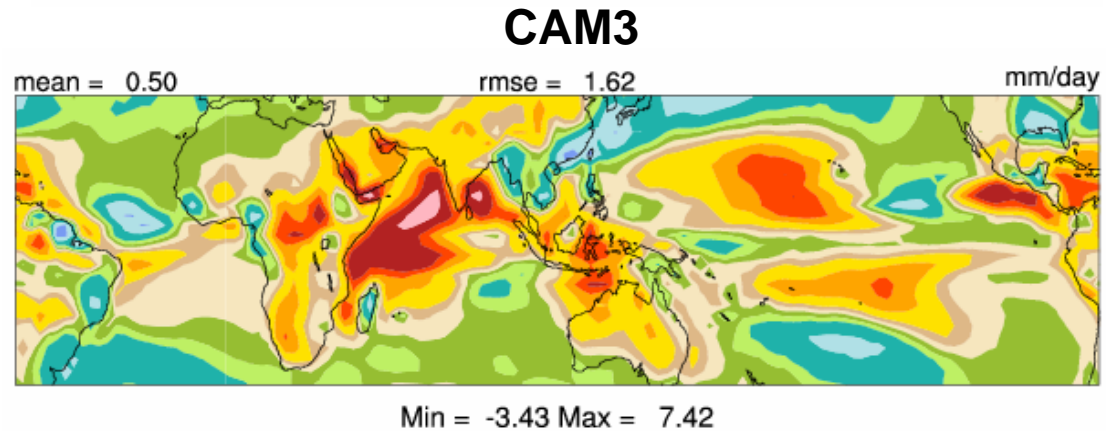 CAM3
mean = 0.50 rmse = 1.62 mm/day
Min = -3.43 Max = 7.42